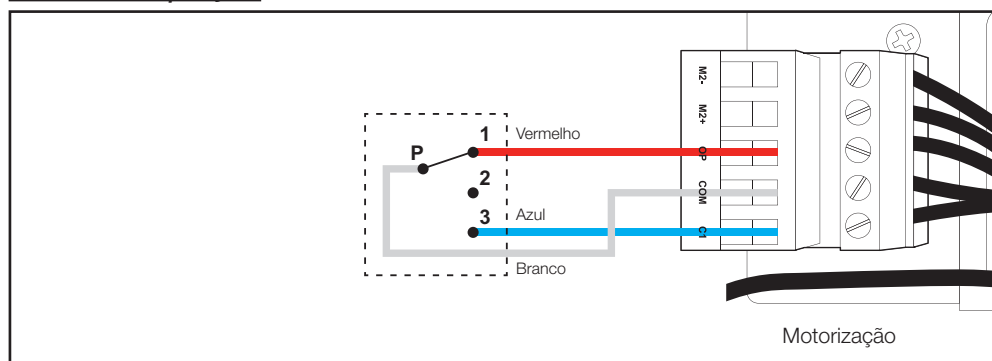 M2-
M2+
OP
COM
C1
P
1
2
3
Vermelho
Azul
Branco
Motorização